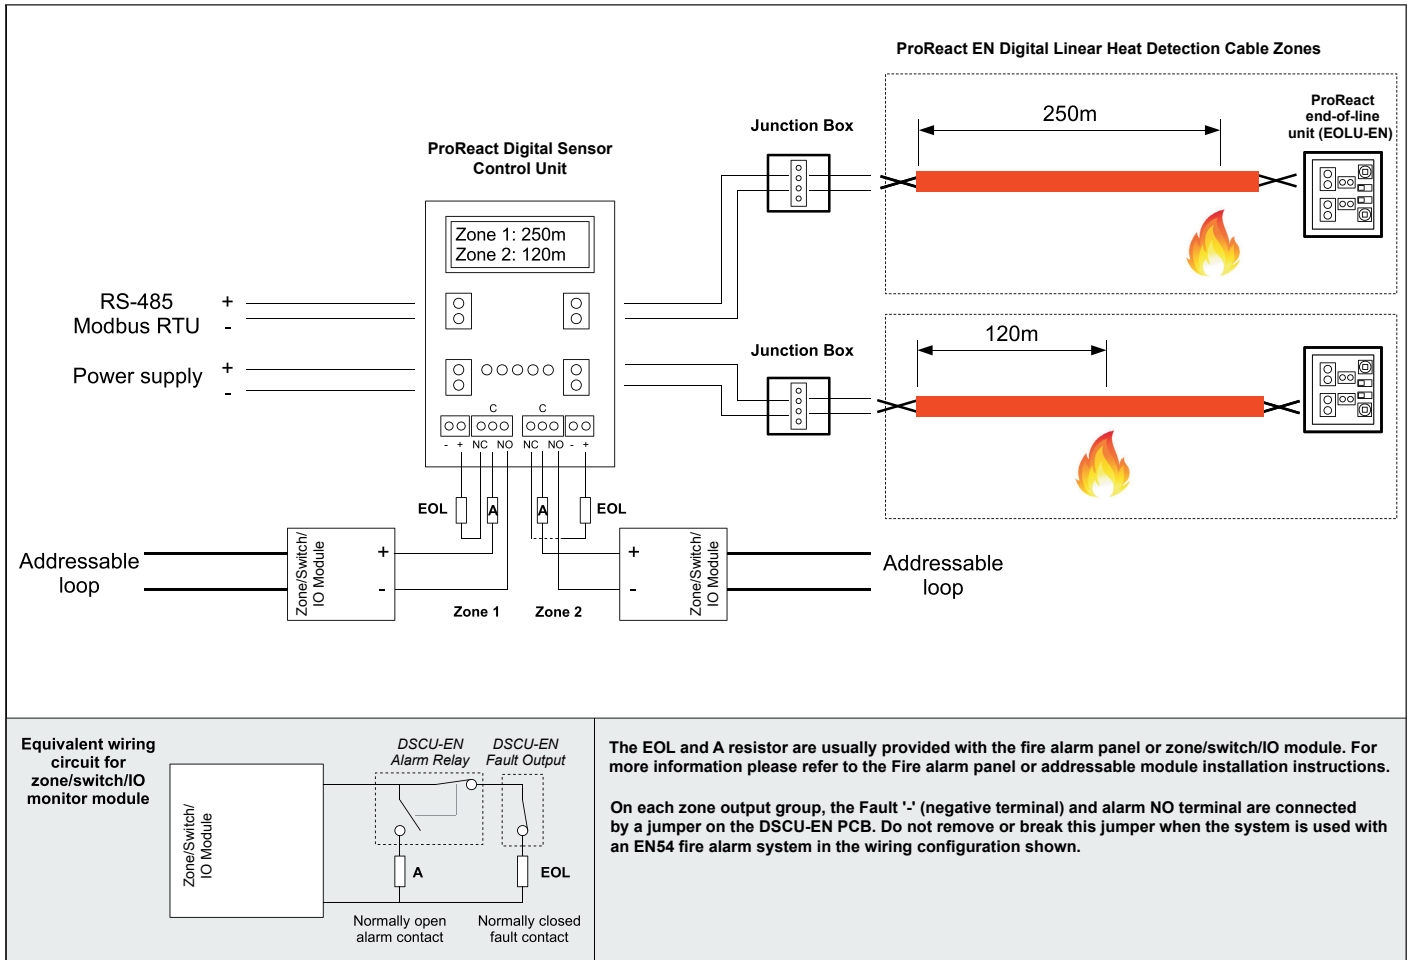 ProReact EN Digital Linear Heat Detection Cable Zones
ProReact
end-of-line
unit (EOLU-EN)
250m
Junction Box
ProReact Digital Sensor
Control Unit
Zone 1: 250m
Zone 2: 120m
RS-485
Modbus RTU
+
-
Power supply
+
-
Junction Box
120m
C
C
- + NC NO
NC NO - +
EOL
A
A
EOL
Addressable
loop
Zone/Switch/
IO Module
+
-
Zone 1
Zone 2
+
-
Zone/Switch/
IO Module
Addressable
loop
Equivalent wiring
circuit for
zone/switch/IO
monitor module
Zone/Switch/
IO Module
DSCU-EN
Alarm Relay
DSCU-EN
Fault Output
A
EOL
Normally open
alarm contact
Normally closed
fault contact
The EOL and A resistor are usually provided with the fire alarm panel or zone/switch/IO module. For
more information please refer to the Fire alarm panel or addressable module installation instructions.
On each zone output group, the Fault '-' (negative terminal) and alarm NO terminal are connected
by a jumper on the DSCU-EN PCB. Do not remove or break this jumper when the system is used with
an EN54 fire alarm system in the wiring configuration shown.